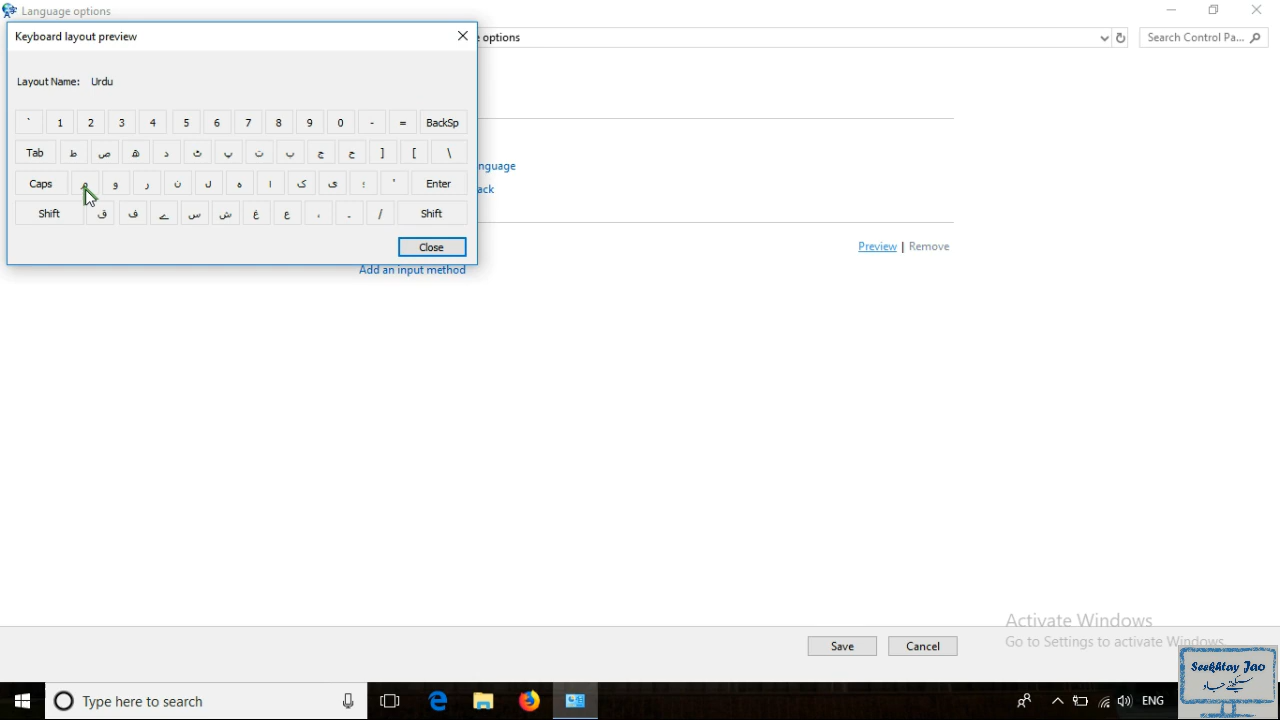 Language options
Keyboard layout preview
e options
Search Control Pa...
Layout Name: Urdu
` 1 2 3 4 5 6 7 8 9 0 - = BackSp
Tab ط ص ھ د ٹ پ ت ب ج ح ] [ \
Caps م و ر ن ل ہ ا ک ی ؛ ' Enter
Shift ق ف ے س ش غ ع ، ۔ / Shift
Close
nguage
ack
Preview | Remove
Add an input method
Activate Windows
Go to Settings to activate Windows.
Save Cancel
Seekhtay Jao
سیکھتے جاو
Type here to search
ENG